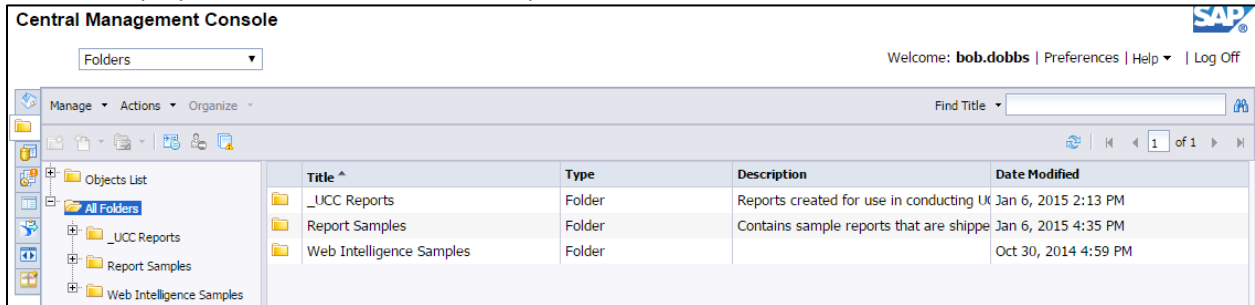 Central Management Console
SAP®
Folders
Welcome: bob.dobbs | Preferences | Help | Log Off
Manage Actions Organize
Find Title
1 of 1
Objects List
All Folders
_UCC Reports
Report Samples
Web Intelligence Samples
Title Type Description Date Modified
_UCC Reports Folder Reports created for use in conducting U Jan 6, 2015 2:13 PM
Report Samples Folder Contains sample reports that are shippe Jan 6, 2015 4:35 PM
Web Intelligence Samples Folder Oct 30, 2014 4:59 PM